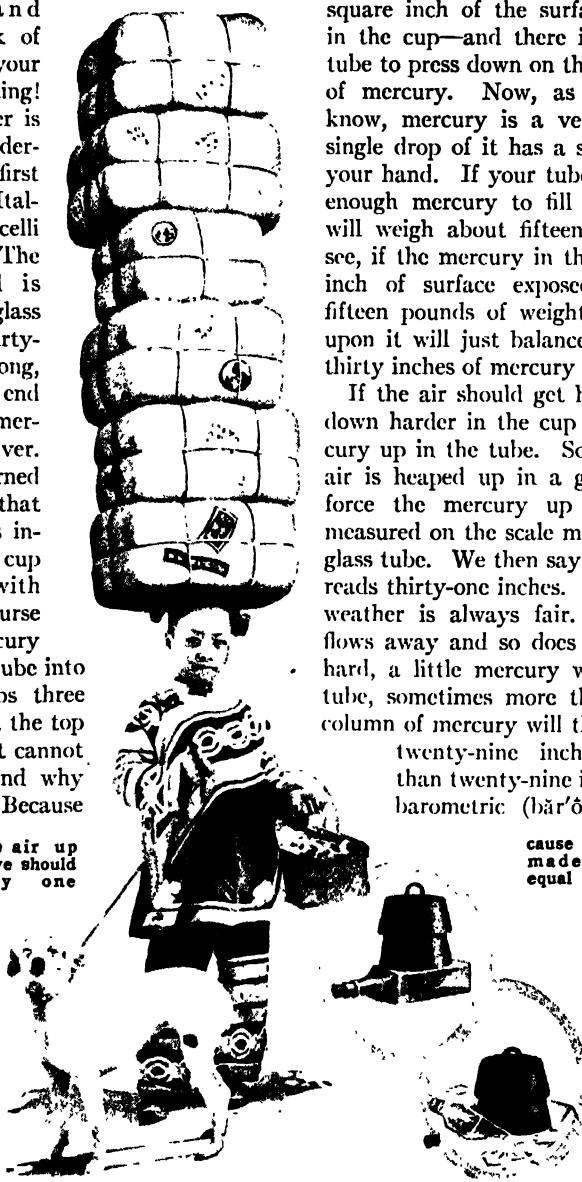 and
k of
your
ing!
er is
der-
first
Ital-
celli
The
l is
glass
rty-
ong,
end
mer-
ver.
rned
that
s in-
cup
with
urse
cury
ube into
os three
the top
t cannot
nd why
Because
e air up
ve should
y one
square inch of the surfa
in the cup—and there i
tube to press down on th
of mercury. Now, as
know, mercury is a ve
single drop of it has a s
your hand. If your tube
enough mercury to fill
will weigh about fifteen
see, if the mercury in th
inch of surface expose
fifteen pounds of weight
upon it will just balance
thirty inches of mercury
If the air should get h
down harder in the cup
cury up in the tube. So
air is heaped up in a g
force the mercury up
measured on the scale m
glass tube. We then say
reads thirty-one inches.
weather is always fair.
flows away and so does
hard, a little mercury w
tube, sometimes more th
column of mercury will th
twenty-nine inch
than twenty-nine i
barometric (băr′ŏ
cause
made
equal